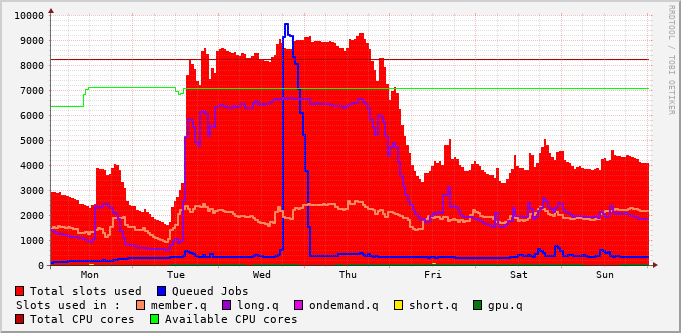 10000
9000
8000
7000
6000
5000
4000
3000
2000
1000
0
Mon Tue Wed Thu Fri Sat Sun
RRDTOOL / TOBI OETIKER
Total slots used Queued Jobs
Slots used in : member.q long.q ondemand.q short.q gpu.q
Total CPU cores Available CPU cores